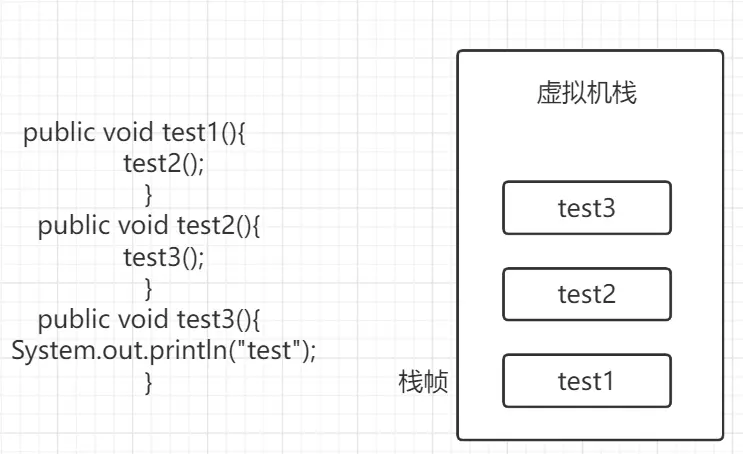 public void test1(){
test2();
}
public void test2(){
test3();
}
public void test3(){
System.out.println("test");
}
虚拟机栈
test3
test2
栈帧
test1